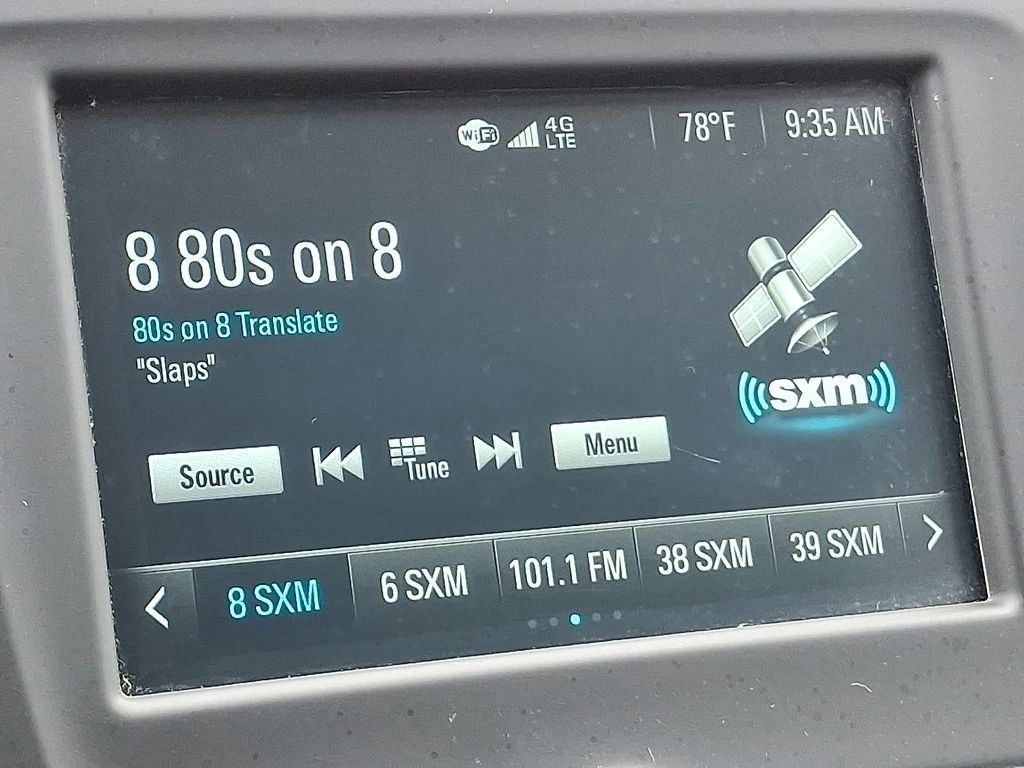 WiFi 4G LTE 78°F 9:35 AM
8 80s on 8
80s on 8 Translate
"Slaps"
sxm
Source Tune Menu
8 SXM 6 SXM 101.1 FM 38 SXM 39 SXM